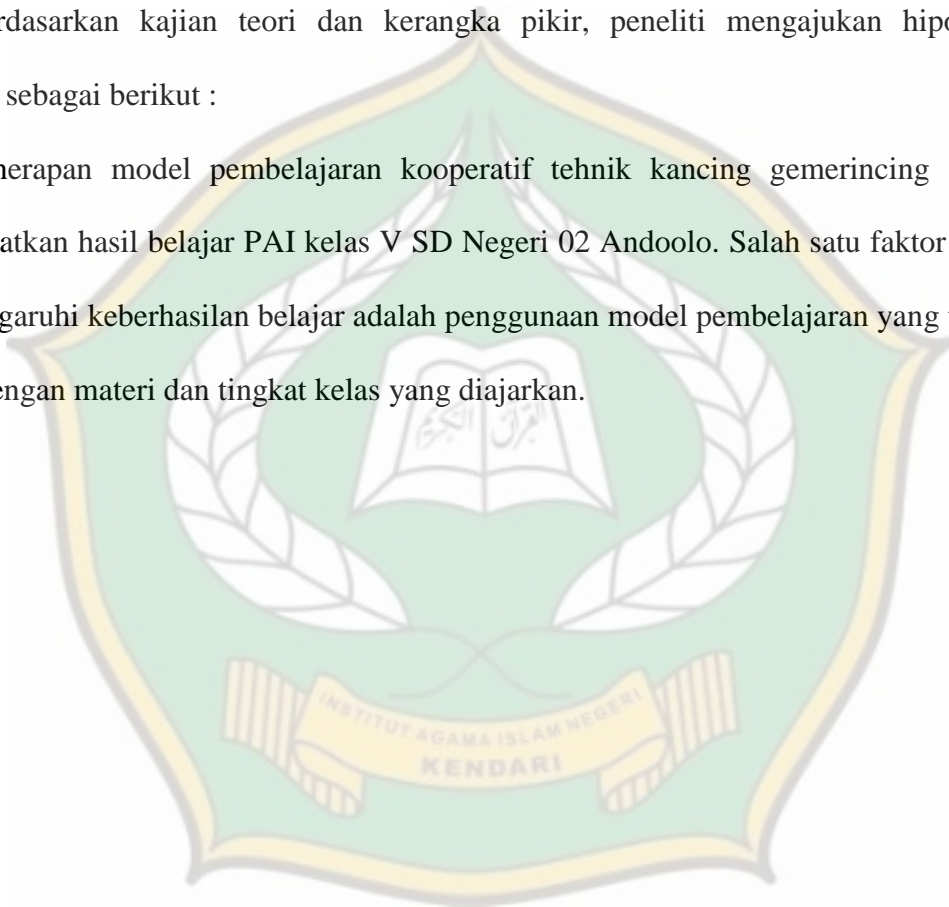 rdasarkan kajian teori dan kerangka pikir, peneliti mengajukan hipo
sebagai berikut :
nerapan model pembelajaran kooperatif tehnik kancing gemerincing
atkan hasil belajar PAI kelas V SD Negeri 02 Andoolo. Salah satu faktor
garuhi keberhasilan belajar adalah penggunaan model pembelajaran yang
engan materi dan tingkat kelas yang diajarkan.
القرآن الكريم
INSTITUT AGAMA ISLAM NEGERI
KENDARI